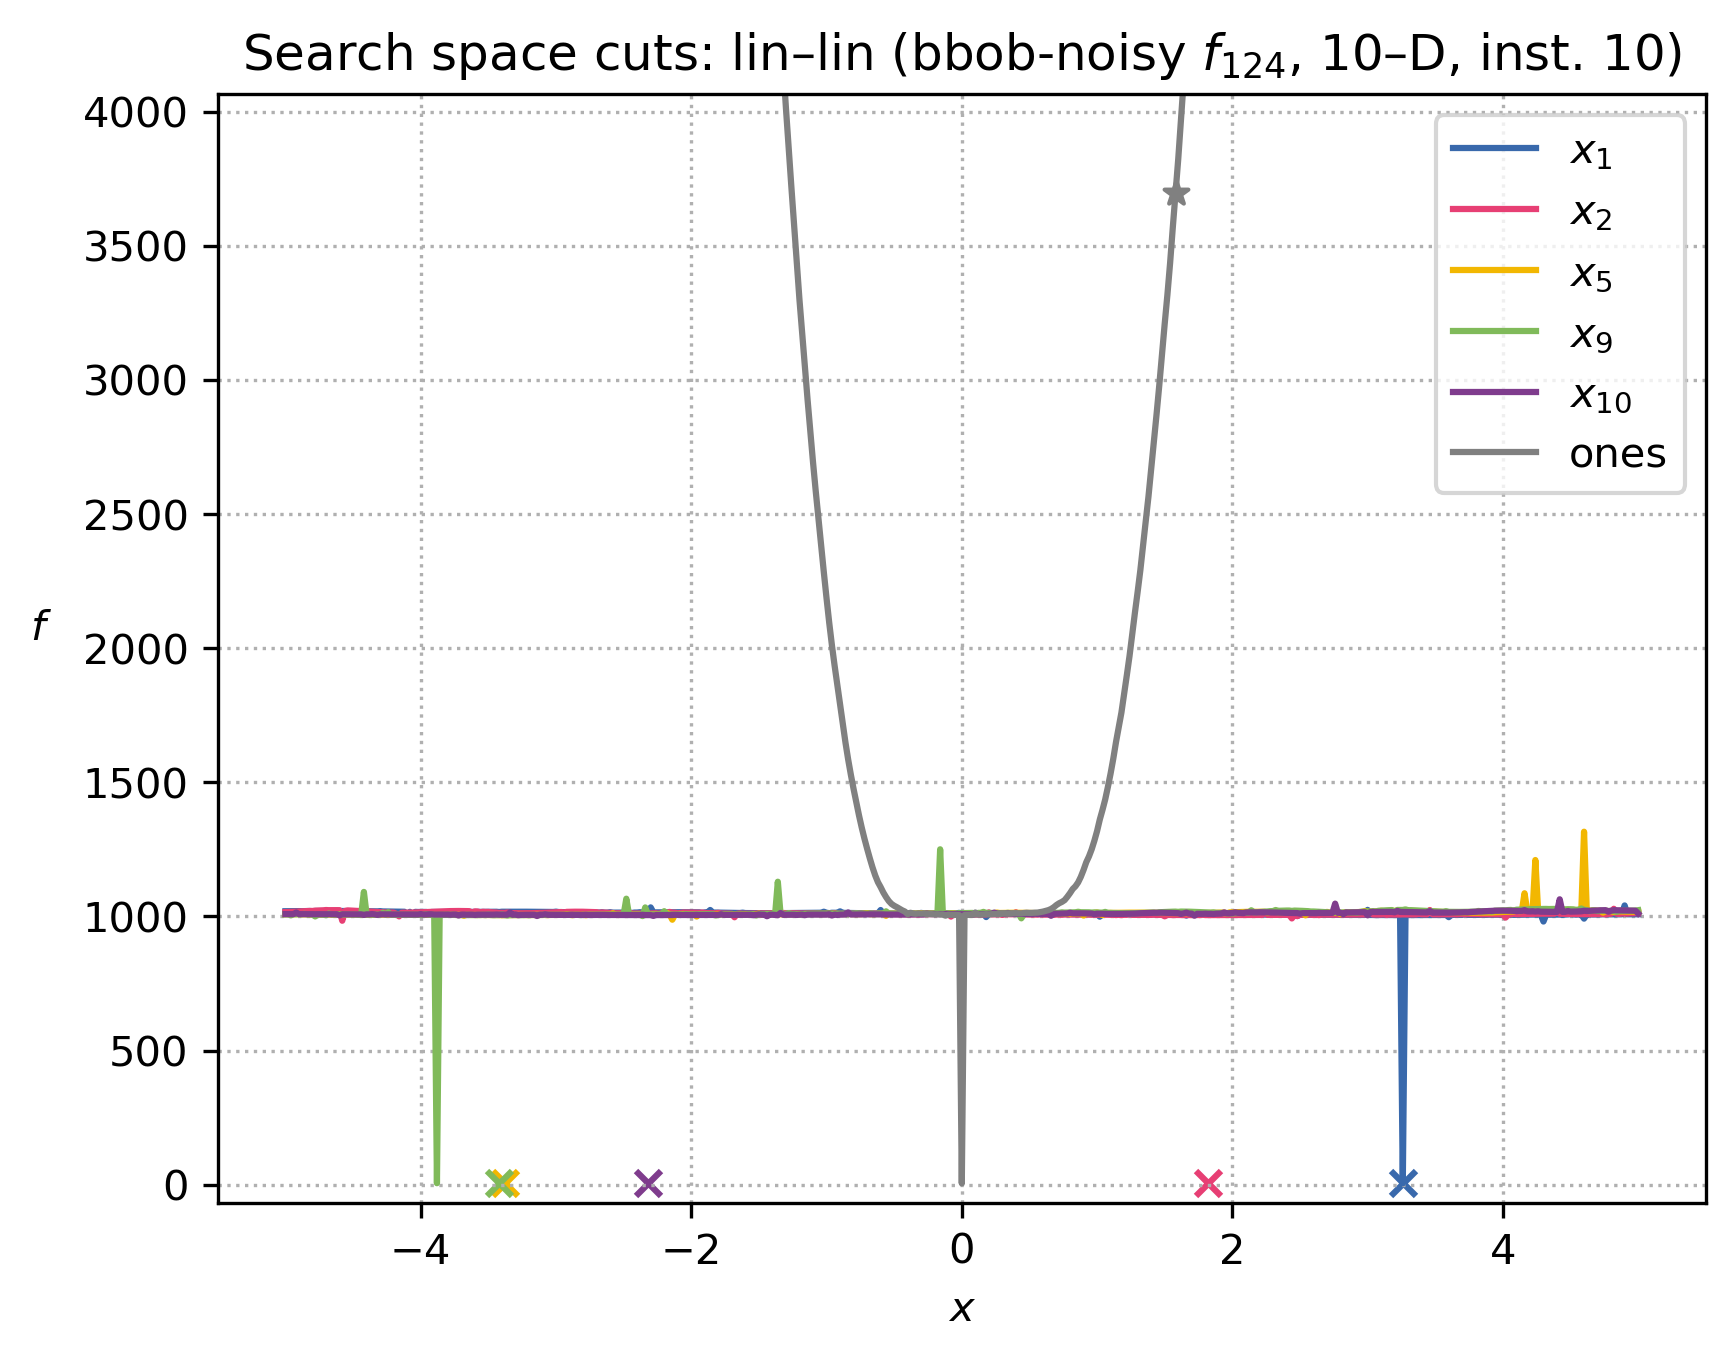 Search space cuts: lin–lin (bbob-noisy f₁₂₄, 10–D, inst. 10)
4000
3500
3000
2500
2000
1500
1000
500
0
f
−4
−2
0
2
4
x
x₁
x₂
x₅
x₉
x₁₀
ones